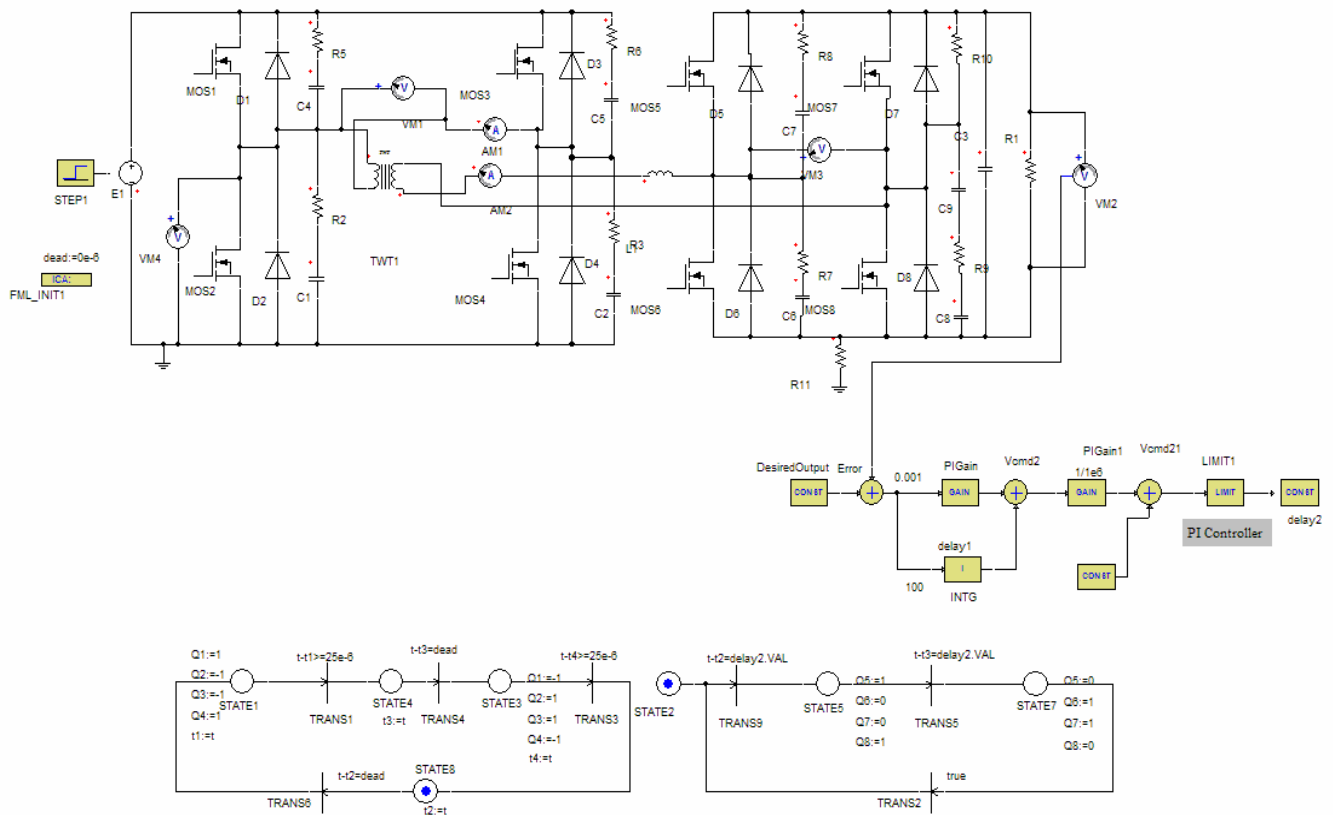 R5
R6
R8
R10
D3
V
MOS1
D1
C4
VM1
MOS3
C5
MOS5
D5
C7
MOS7
D7
C3
R1
A
AM1
V
VM3
TWT
A
AM2
STEP1
E1
V
VM2
R2
C9
VM4
V
R3
L1
dead:=0e-6
TWT1
D4
R7
R9
ICA:
FML_INIT1
MOS2
D2
C1
MOS4
C2
MOS6
D6
C6
MOS8
D8
C8
R11
DesiredOutput
Error
0.001
PIGain
Vcmd2
PIGain1
1/1e6
Vcmd21
LIMIT1
CONST
GAIN
GAIN
LIMIT
CONST
delay2
PI Controller
delay1
I
100
INTG
CONST
Q1:=1
Q2:=-1
Q3:=-1
Q4:=1
t1:=t
STATE1
t-t1>=25e-6
TRANS1
STATE4
t3:=t
t-t3=dead
TRANS4
STATE3
Q1:=-1
Q2:=1
Q3:=1
Q4:=-1
t4:=t
t-t4>=25e-6
TRANS3
STATE2
t-t2=delay2.VAL
TRANS9
STATE5
Q5:=1
Q6:=0
Q7:=0
Q8:=1
t-t3=delay2.VAL
TRANS5
STATE7
Q5:=0
Q6:=1
Q7:=1
Q8:=0
t-t2=dead
TRANS6
STATE8
t2:=t
true
TRANS2